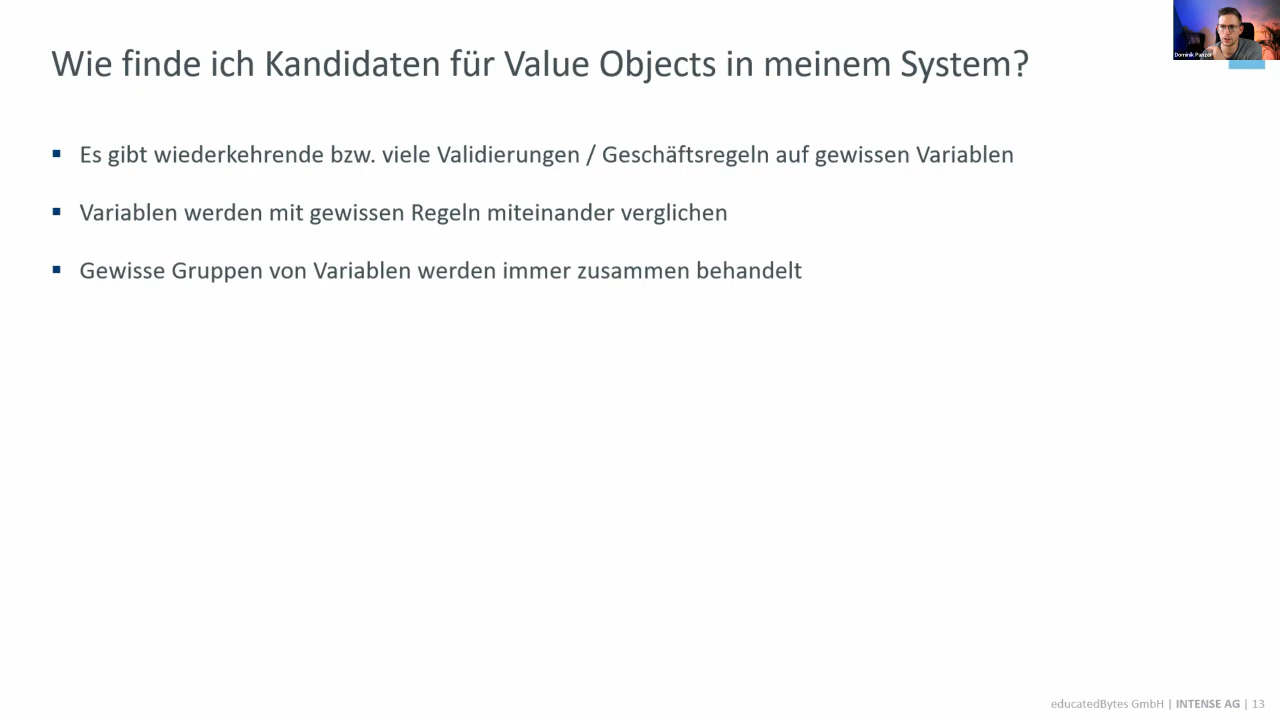 Wie finde ich Kandidaten für Value Objects in meinem System?
Dominik Panzer
▪ Es gibt wiederkehrende bzw. viele Validierungen / Geschäftsregeln auf gewissen Variablen
▪ Variablen werden mit gewissen Regeln miteinander verglichen
▪ Gewisse Gruppen von Variablen werden immer zusammen behandelt
educatedBytes GmbH | INTENSE AG | 13